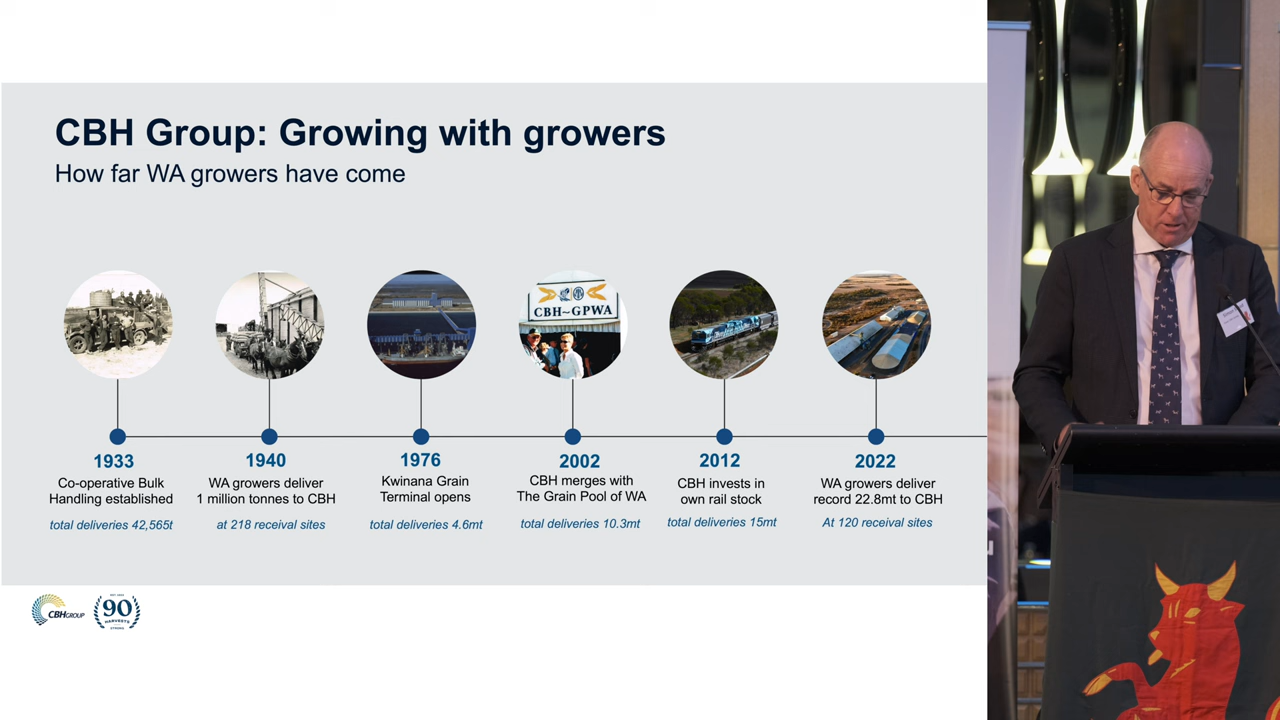 CBH Group: Growing with growers
How far WA growers have come
CBH~GPWA
1933
Co-operative Bulk
Handling established
total deliveries 42,565t
1940
WA growers deliver
1 million tonnes to CBH
at 218 receival sites
1976
Kwinana Grain
Terminal opens
total deliveries 4.6mt
2002
CBH merges with
The Grain Pool of WA
total deliveries 10.3mt
2012
CBH invests in
own rail stock
total deliveries 15mt
2022
WA growers deliver
record 22.8mt to CBH
At 120 receival sites
CBHGROUP
90
HARVESTS
STRONG